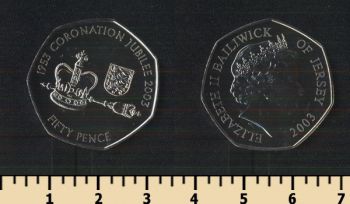 1953 CORONATION JUBILEE 2003
FIFTY PENCE
ELIZABETH II BAILIWICK OF JERSEY
2003
1 2 3 4 5 6 7